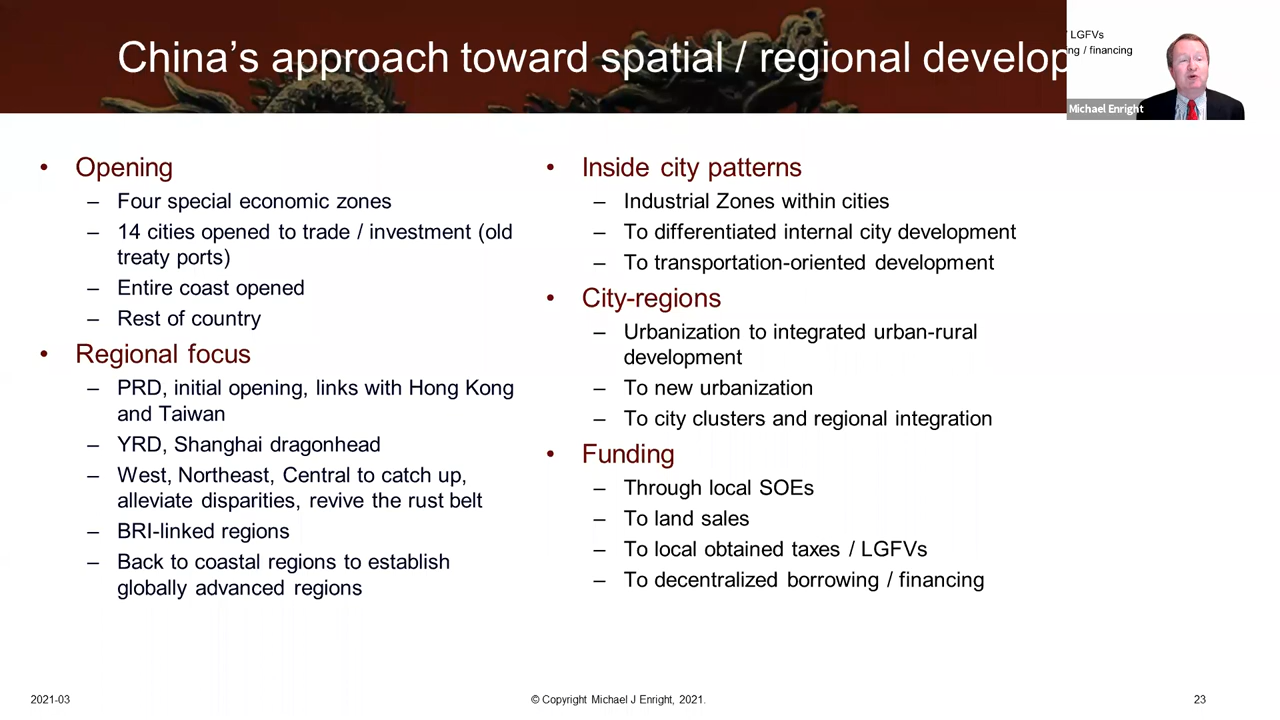 China's approach toward spatial / regional develop
/ LGFVs
ng / financing
Michael Enright
• Opening
– Four special economic zones
– 14 cities opened to trade / investment (old
treaty ports)
– Entire coast opened
– Rest of country
• Regional focus
– PRD, initial opening, links with Hong Kong
and Taiwan
– YRD, Shanghai dragonhead
– West, Northeast, Central to catch up,
alleviate disparities, revive the rust belt
– BRI-linked regions
– Back to coastal regions to establish
globally advanced regions
• Inside city patterns
– Industrial Zones within cities
– To differentiated internal city development
– To transportation-oriented development
• City-regions
– Urbanization to integrated urban-rural
development
– To new urbanization
– To city clusters and regional integration
• Funding
– Through local SOEs
– To land sales
– To local obtained taxes / LGFVs
– To decentralized borrowing / financing
2021-03
© Copyright Michael J Enright, 2021.
23